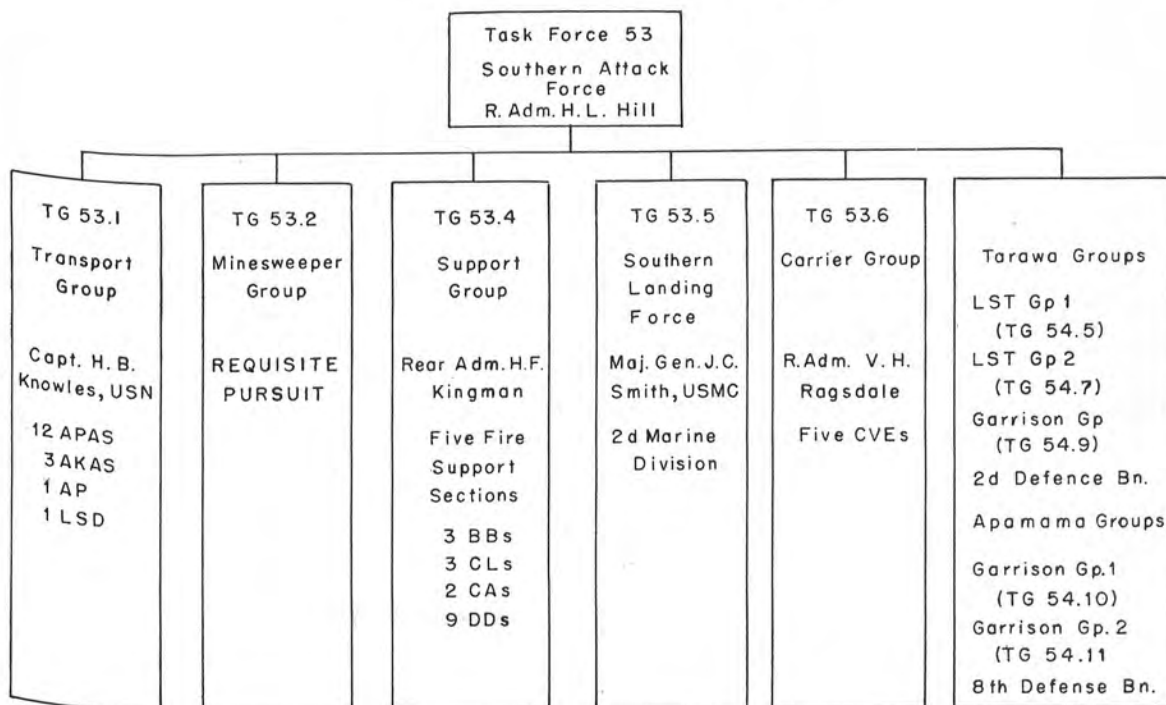 Task Force 53
Southern Attack
Force
R. Adm. H. L. Hill
TG 53.1
Transport
Group
Capt. H. B.
Knowles, USN
12 APAS
3 AKAS
1 AP
1 LSD
TG 53.2
Minesweeper
Group
REQUISITE
PURSUIT
TG 53.4
Support
Group
Rear Adm. H.F.
Kingman
Five Fire
Support
Sections
3 BBs
3 CLs
2 CAs
9 DDs
TG 53.5
Southern
Landing
Force
Maj. Gen. J.C.
Smith, USMC
2d Marine
Division
TG 53.6
Carrier Group
R.Adm. V. H.
Ragsdale
Five CVEs
Tarawa Groups
LST Gp 1
(TG 54.5)
LST Gp 2
(TG 54.7)
Garrison Gp
(TG 54.9)
2d Defence Bn.
Apamama Groups
Garrison Gp. 1
(TG 54.10)
Garrison Gp. 2
(TG 54.11
8th Defense Bn.